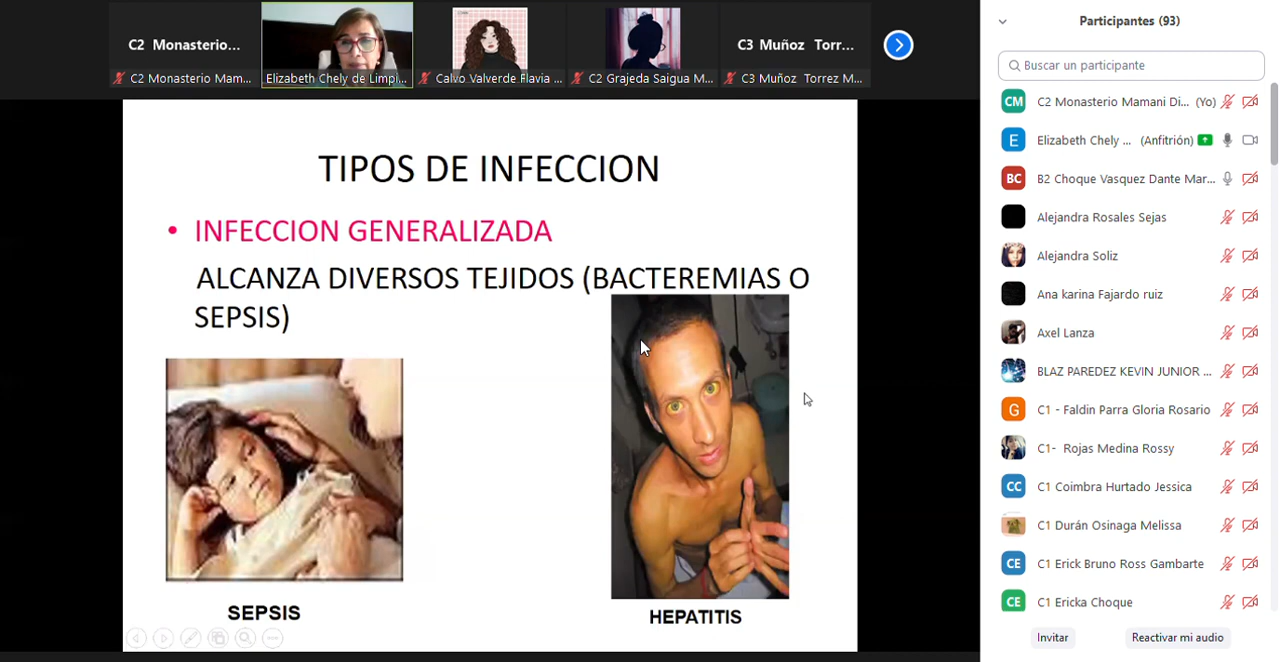 C2 Monasterio...
C3 Muñoz Torr...
C2 Monasterio Mam...
Elizabeth Chely de Limpi...
Calvo Valverde Flavia ...
C2 Grajeda Saigua M...
C3 Muñoz Torrez M...
TIPOS DE INFECCION
• INFECCION GENERALIZADA
ALCANZA DIVERSOS TEJIDOS (BACTEREMIAS O
SEPSIS)
SEPSIS
HEPATITIS
Participantes (93)
Buscar un participante
CM C2 Monasterio Mamani Di... (Yo)
E Elizabeth Chely ... (Anfitrión)
BC B2 Choque Vasquez Dante Mar...
Alejandra Rosales Sejas
Alejandra Soliz
Ana karina Fajardo ruiz
Axel Lanza
BLAZ PAREDEZ KEVIN JUNIOR ...
G C1 - Faldin Parra Gloria Rosario
C1- Rojas Medina Rossy
CC C1 Coimbra Hurtado Jessica
C1 Durán Osinaga Melissa
CE C1 Erick Bruno Ross Gambarte
CE C1 Ericka Choque
Invitar
Reactivar mi audio